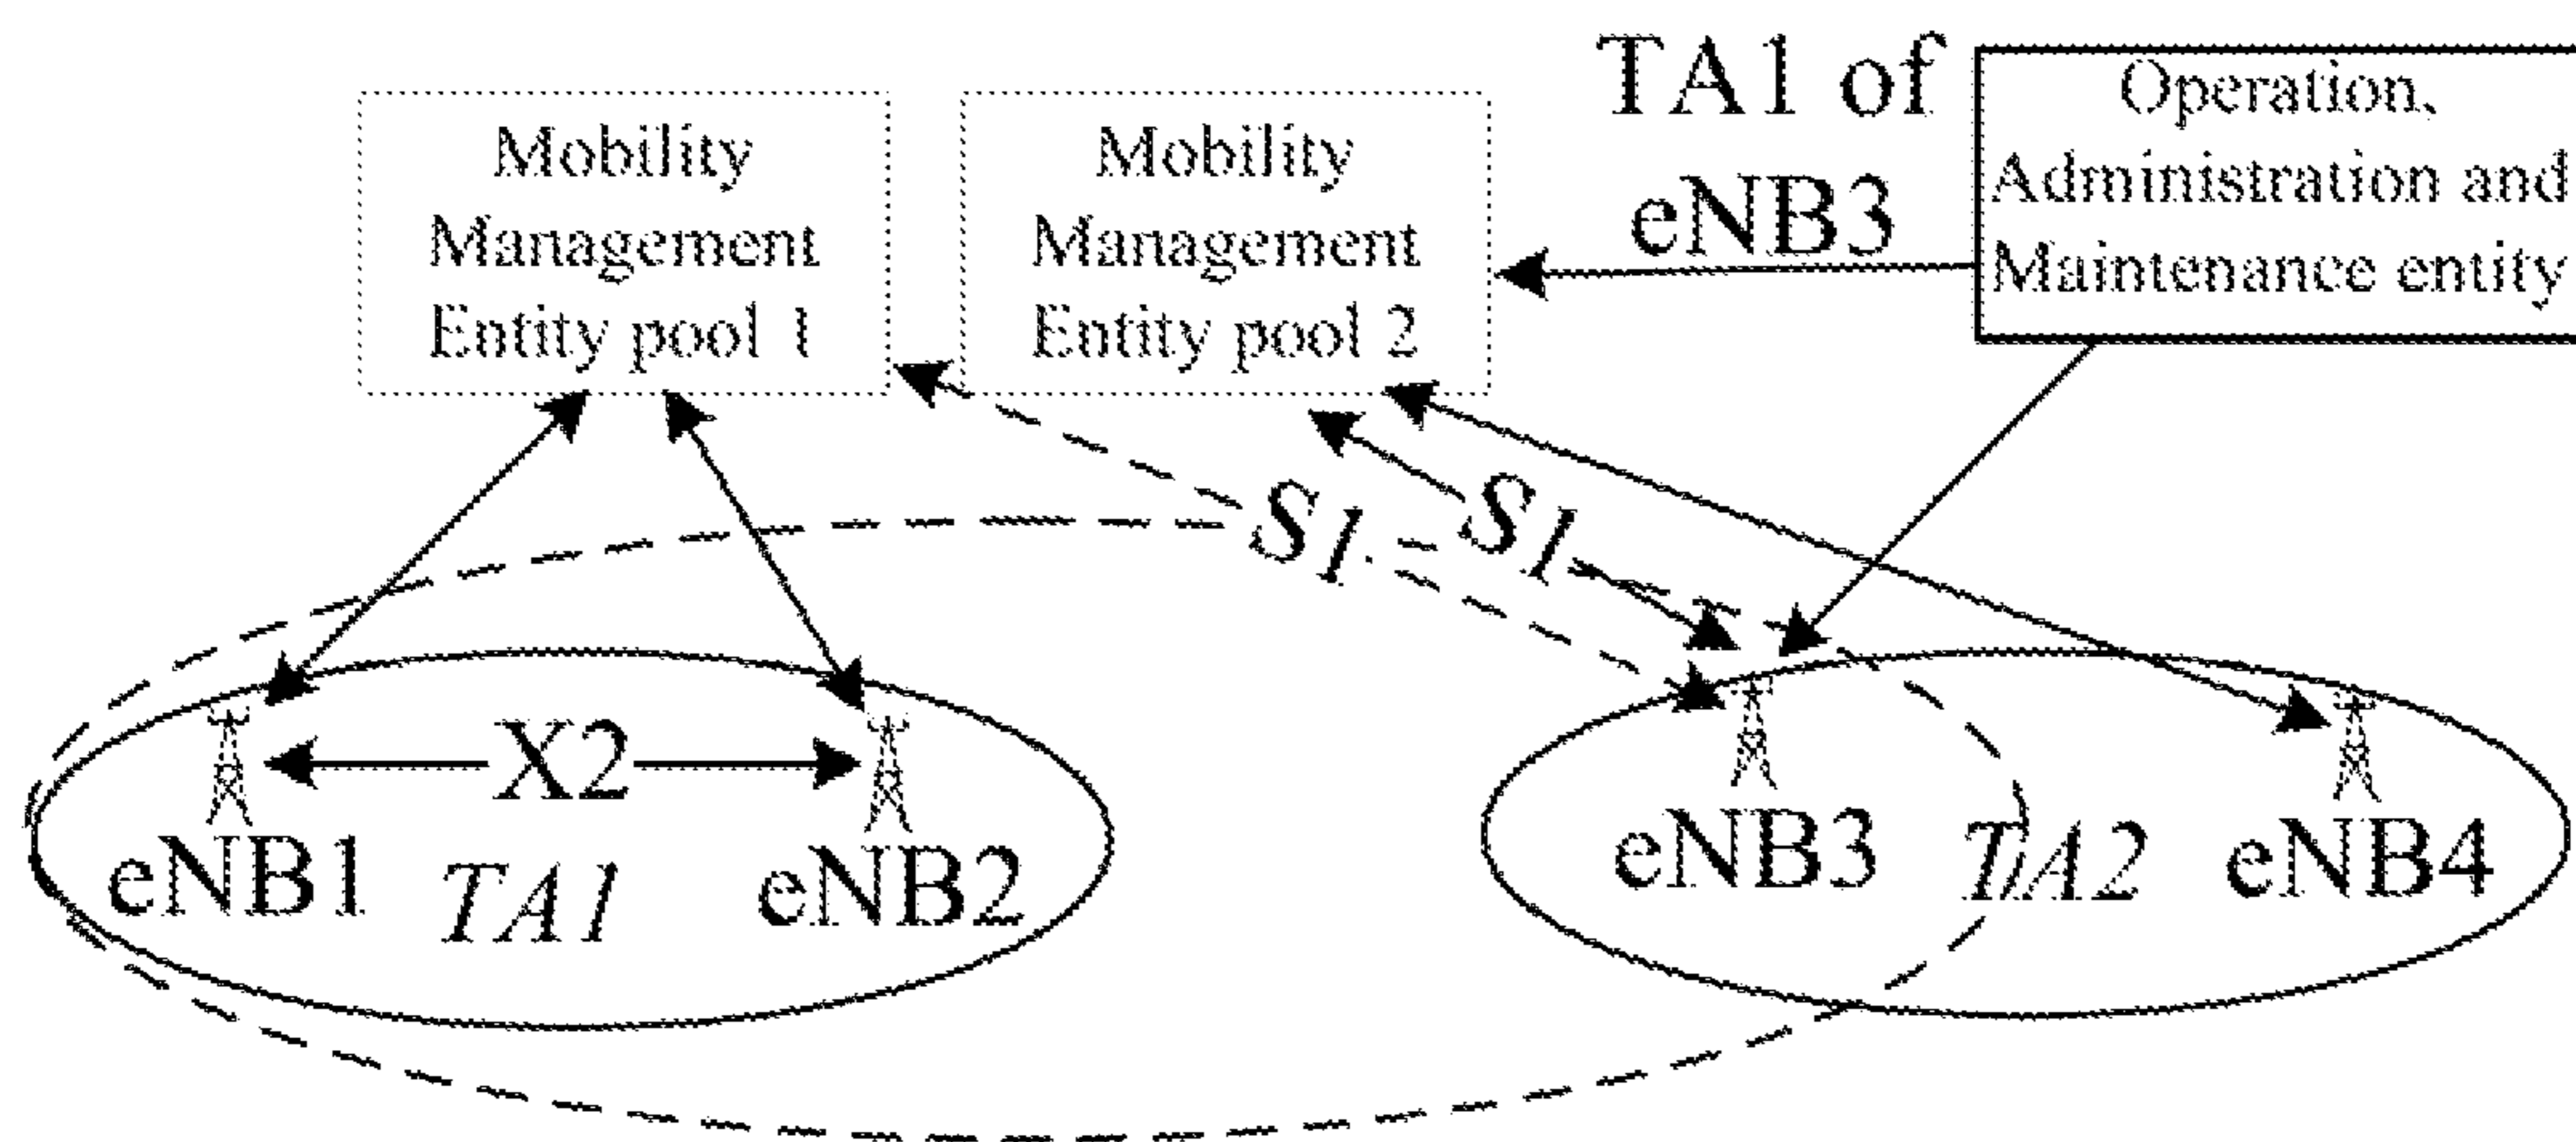 Mobility
Management
Entity pool 1
Mobility
Management
Entity pool 2
TA1 of
eNB3
Operation,
Administration and
Maintenance entity
S1
S1
X2
eNB1
TA1
eNB2
eNB3
TA2
eNB4